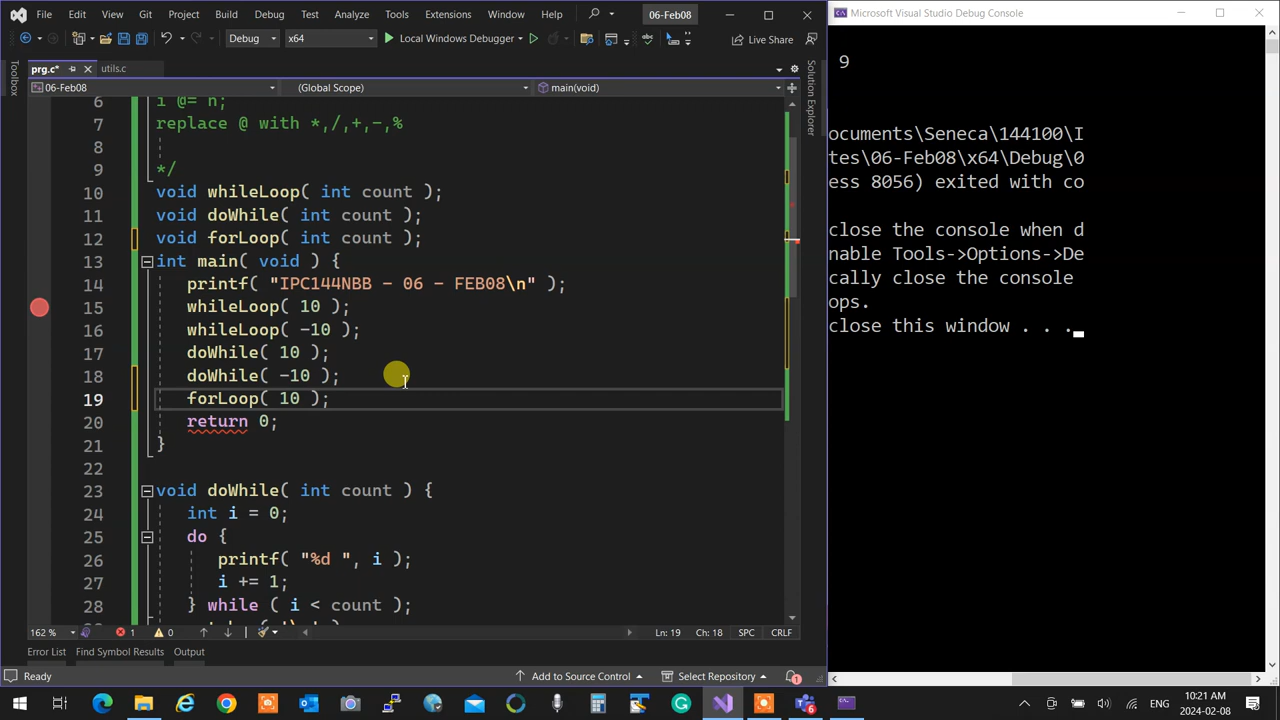 File Edit View Git Project Build Debug Test Analyze Tools Extensions Window Help 06-Feb08
Microsoft Visual Studio Debug Console
Debug x64 Local Windows Debugger Live Share
prg.c* utils.c
06-Feb08 (Global Scope) main(void)
Toolbox
Solution Explorer
6 i @= n;
7 replace @ with *,/,+,-,%
8
9 */
10 void whileLoop( int count );
11 void doWhile( int count );
12 void forLoop( int count );
13 int main( void ) {
14 printf( "IPC144NBB - 06 - FEB08\n" );
15 whileLoop( 10 );
16 whileLoop( -10 );
17 doWhile( 10 );
18 doWhile( -10 );
19 forLoop( 10 );
20 return 0;
21 }
22
23 void doWhile( int count ) {
24 int i = 0;
25 do {
26 printf( "%d ", i );
27 i += 1;
28 } while ( i < count );
162 % 1 0 Ln: 19 Ch: 18 SPC CRLF
Error List Find Symbol Results Output
Ready Add to Source Control Select Repository 1
9
ocuments\Seneca\144100\I
tes\06-Feb08\x64\Debug\0
ess 8056) exited with co
close the console when d
nable Tools->Options->De
cally close the console
ops.
close this window . . .
ENG 10:21 AM
2024-02-08